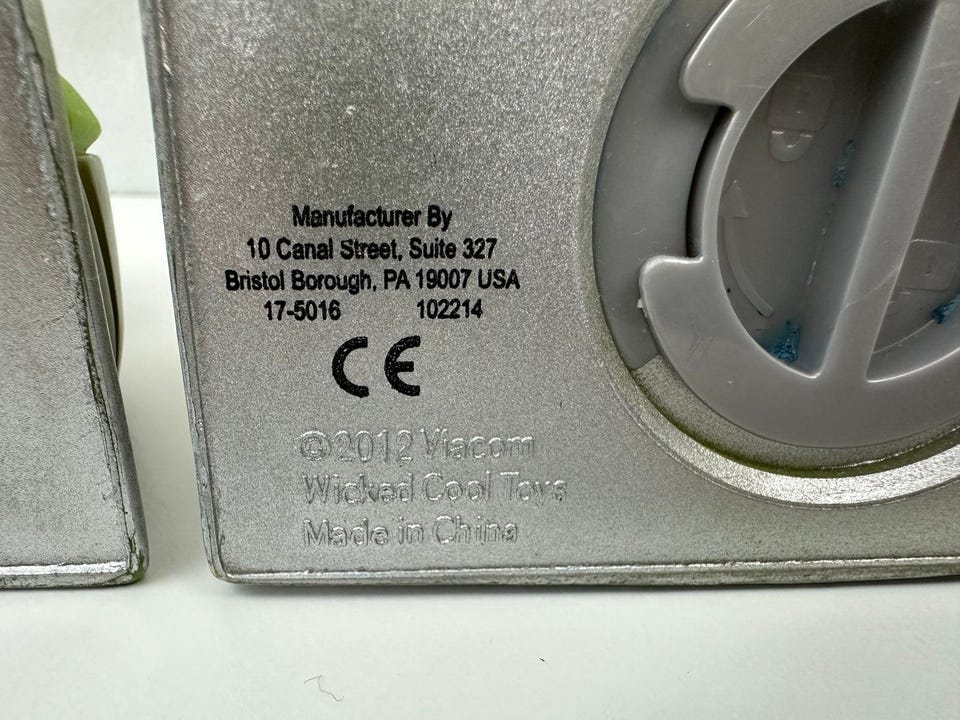 Manufacturer By
10 Canal Street, Suite 327
Bristol Borough, PA 19007 USA
17-5016 102214
CE
©2012 Viacom
Wicked Cool Toys
Made in China